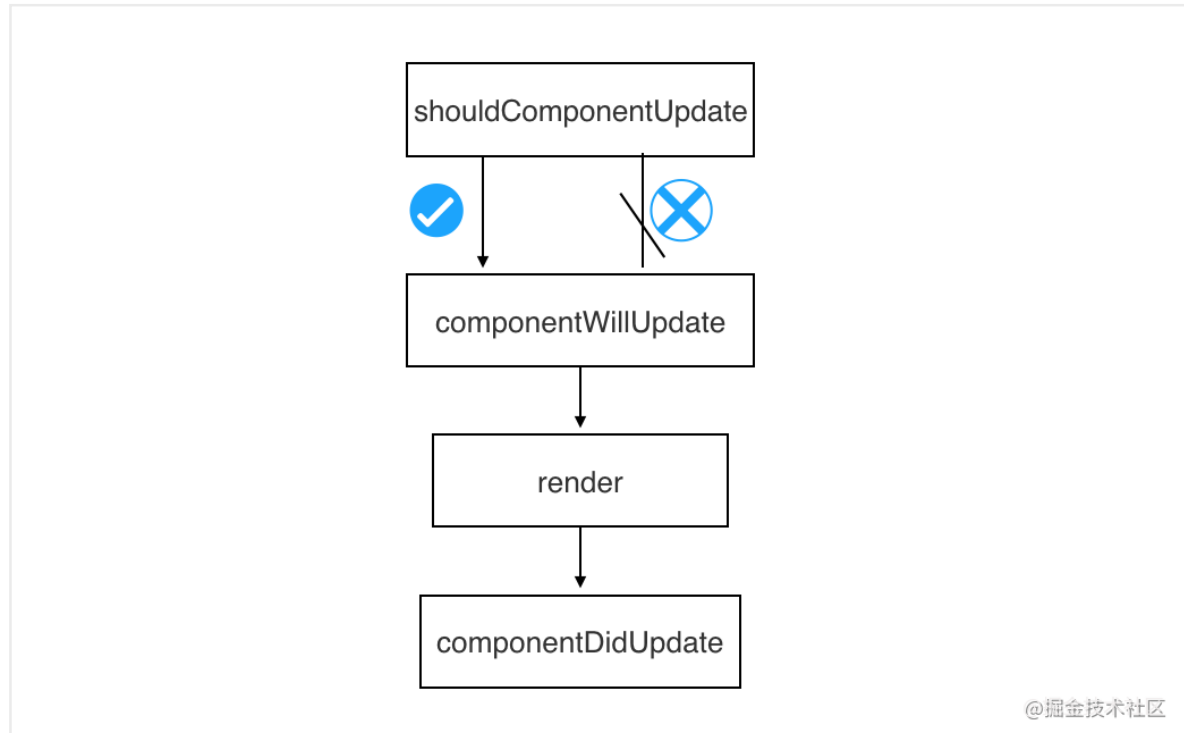 shouldComponentUpdate
componentWillUpdate
render
componentDidUpdate
@掘金技术社区